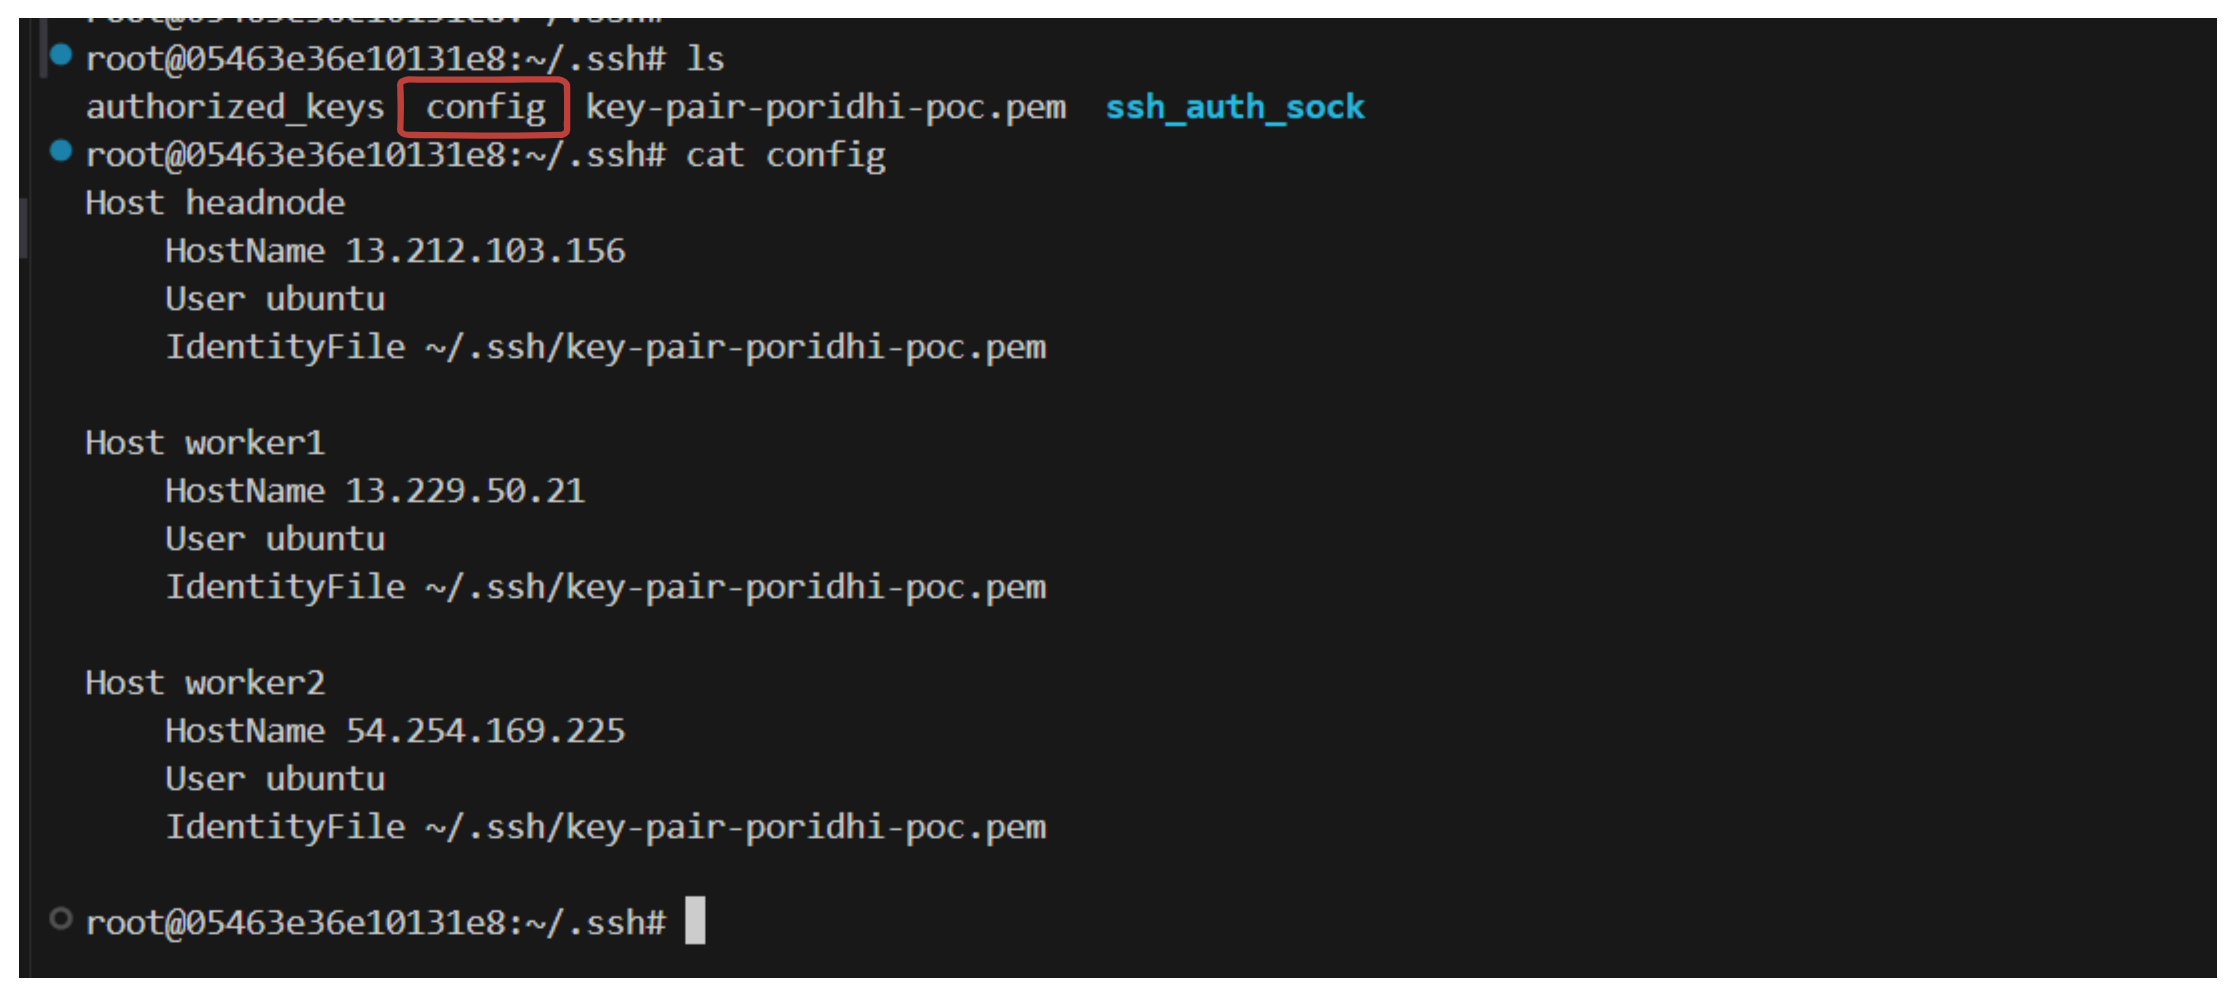 root@05463e36e10131e8:~/.ssh#
root@05463e36e10131e8:~/.ssh# ls
authorized_keys  config  key-pair-poridhi-poc.pem  ssh_auth_sock
root@05463e36e10131e8:~/.ssh# cat config
Host headnode
    HostName 13.212.103.156
    User ubuntu
    IdentityFile ~/.ssh/key-pair-poridhi-poc.pem
Host worker1
    HostName 13.229.50.21
    User ubuntu
    IdentityFile ~/.ssh/key-pair-poridhi-poc.pem
Host worker2
    HostName 54.254.169.225
    User ubuntu
    IdentityFile ~/.ssh/key-pair-poridhi-poc.pem
root@05463e36e10131e8:~/.ssh#